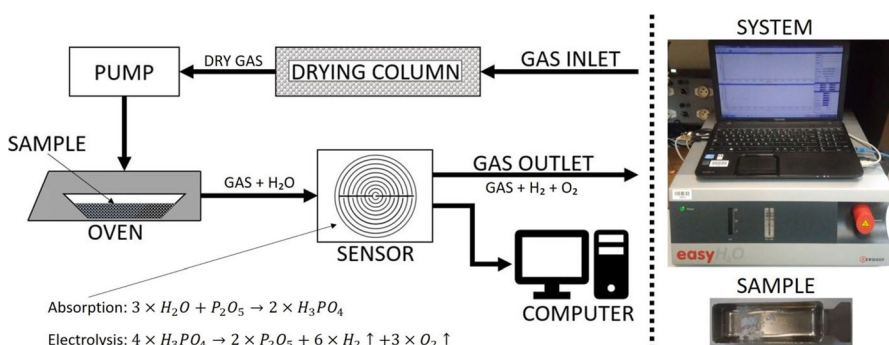 SYSTEM
GAS INLET
DRYING COLUMN
DRY GAS
PUMP
SAMPLE
OVEN
GAS + H₂O
SENSOR
GAS OUTLET
GAS + H₂ + O₂
COMPUTER
Absorption: 3 × H₂O + P₂O₅ → 2 × H₃PO₄
Electrolysis: 4 × H₃PO₄ → 2 × P₂O₅ + 6 × H₂ ↑ +3 × O₂ ↑
easyH₂O
SAMPLE